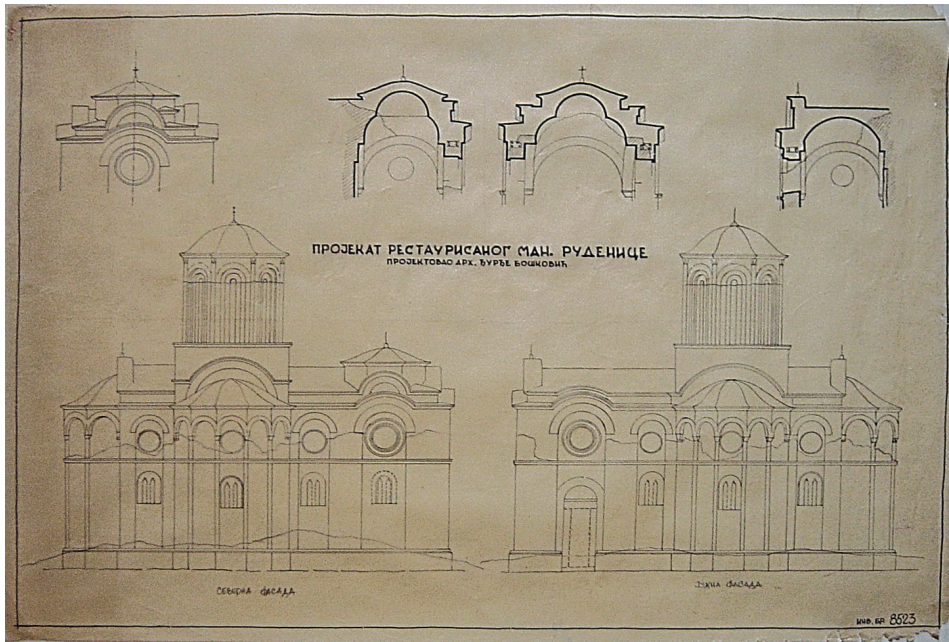 ПРОЈЕКАТ РЕСТАУРИСАНОГ МАН. РУДЕНИЦЕ
ПРОЈЕКТОВАО АРХ. ЂУРЂЕ БОШКОВИЋ
СЕВЕРНА ФАСАДА
ЈУЖНА ФАСАДА
ИНВ. БР 8523